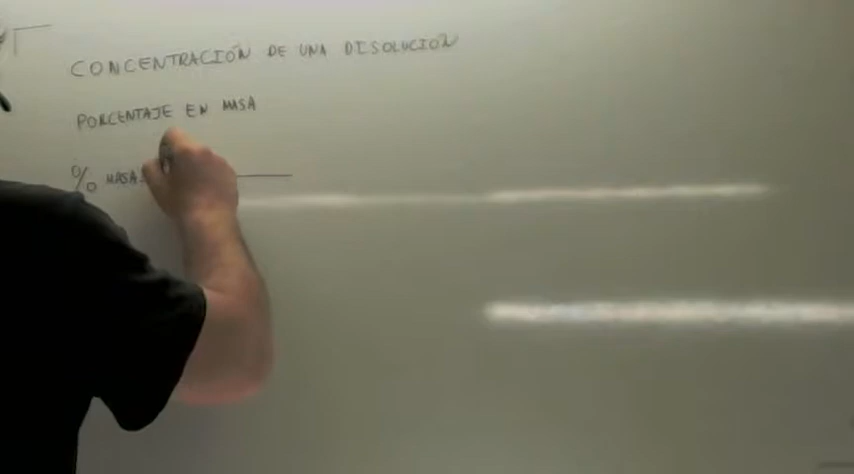 CONCENTRACIÓN DE UNA DISOLUCIÓN
PORCENTAJE EN MASA
% MASA